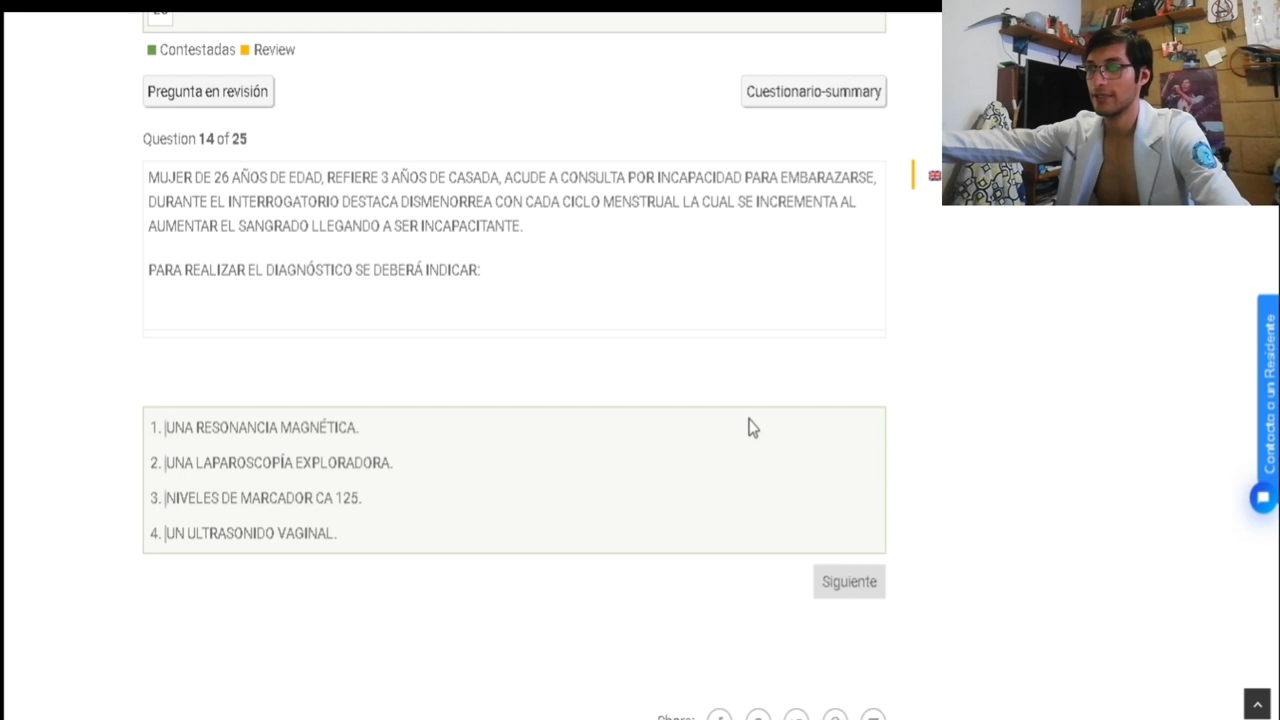 Contestadas Review
Pregunta en revisión
Cuestionario-summary
Question 14 of 25
MUJER DE 26 AÑOS DE EDAD, REFIERE 3 AÑOS DE CASADA, ACUDE A CONSULTA POR INCAPACIDAD PARA EMBARAZARSE,
DURANTE EL INTERROGATORIO DESTACA DISMENORREA CON CADA CICLO MENSTRUAL LA CUAL SE INCREMENTA AL
AUMENTAR EL SANGRADO LLEGANDO A SER INCAPACITANTE.
PARA REALIZAR EL DIAGNÓSTICO SE DEBERÁ INDICAR:
1. UNA RESONANCIA MAGNÉTICA.
2. UNA LAPAROSCOPÍA EXPLORADORA.
3. NIVELES DE MARCADOR CA 125.
4. UN ULTRASONIDO VAGINAL.
Siguiente
Contacta a un Residente